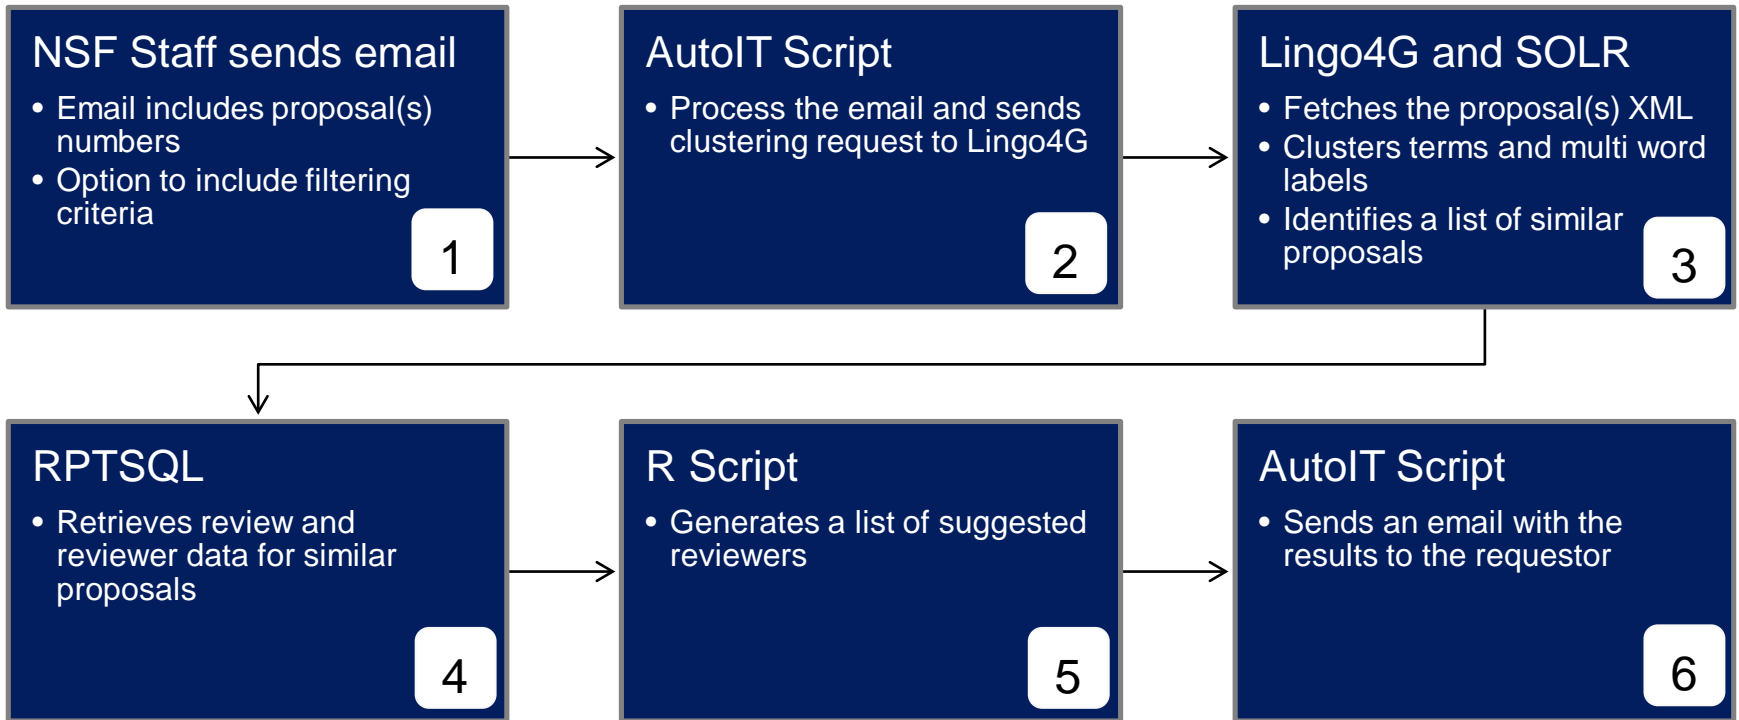 NSF Staff sends email
• Email includes proposal(s)
numbers
• Option to include filtering
criteria
1
AutoIT Script
• Process the email and sends
clustering request to Lingo4G
2
Lingo4G and SOLR
• Fetches the proposal(s) XML
• Clusters terms and multi word
labels
• Identifies a list of similar
proposals
3
RPTSQL
• Retrieves review and
reviewer data for similar
proposals
4
R Script
• Generates a list of suggested
reviewers
5
AutoIT Script
• Sends an email with the
results to the requestor
6